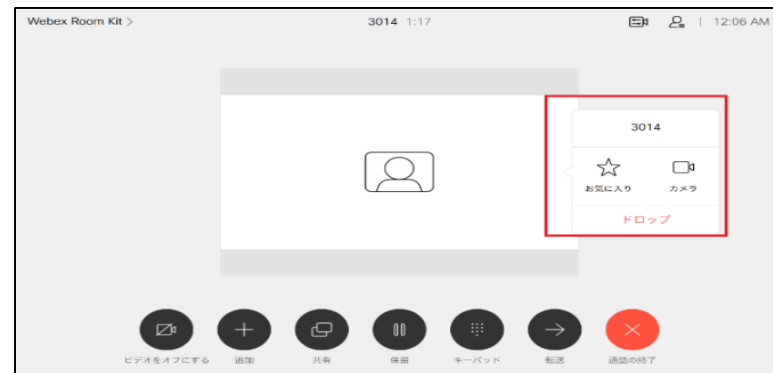 Webex Room Kit >
3014 1:17
12:06 AM
3014
お気に入り
カメラ
ドロップ
ビデオをオフにする
追加
共有
保留
キーパッド
転送
通話の終了